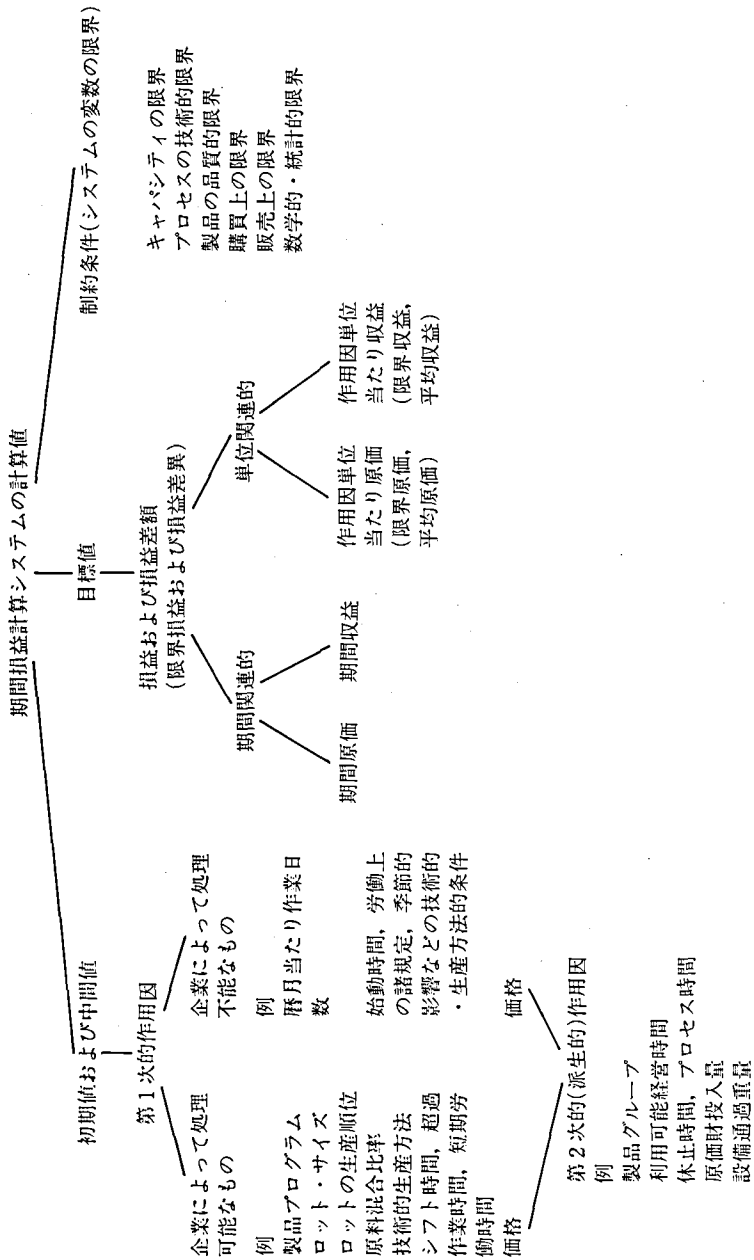 期間損益計算システムの計算値
初期値および中間値
第1次的作用因
企業によって処理
可能なもの
例
製品プログラム
ロット・サイズ
ロットの生産順位
原料混合比率
技術的生産方法
シフト時間，超過
作業時間，短期労
働時間
価格
企業によって処理
不能なもの
例
暦月当たり作業日
数
始動時間，労働上
の諸規定，季節的
影響などの技術的
・生産方法的条件
価格
第2次的(派生的)作用因
例
製品グループ
利用可能経営時間
休止時間，プロセス時間
原価財投入量
設備通過重量
目標値
損益および損益差額
(限界損益および損益差異)
期間関連的
期間原価
期間収益
単位関連的
作用因単位
当たり原価
(限界原価，
平均原価)
作用因単位
当たり収益
(限界収益，
平均収益)
制約条件(システムの変数の限界)
キャパシティの限界
プロセスの技術的限界
製品の品質的限界
購買上の限界
販売上の限界
数学的・統計的限界